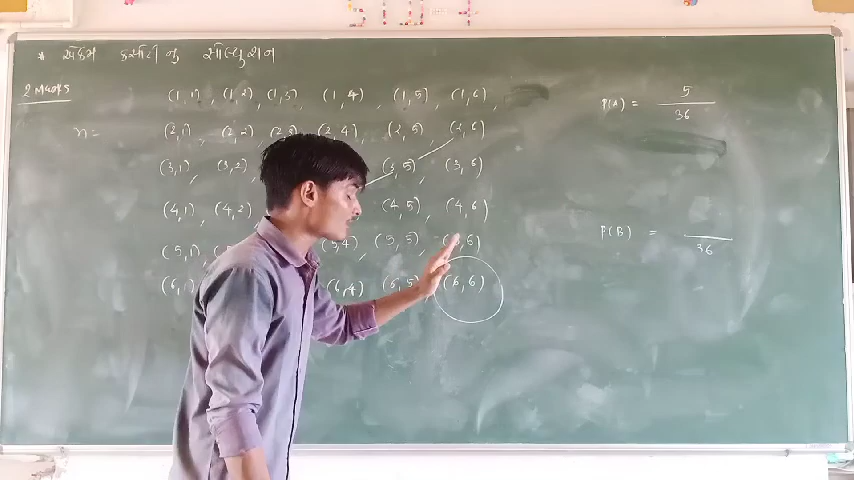 * સંકલિત કસોટીનું સોલ્યુશન
2 Marks
(1,1), (1,2), (1,3), (1,4), (1,5), (1,6),
n = (2,1), (2,2), (2,3), (2,4), (2,5), (2,6)
(3,1), (3,2) (3,5), (3,6)
(4,1), (4,2) (4,5), (4,6)
(5,1), (5,4) (5,5), ,6)
(6,1) (6,4) (6,5) (6,6)
P(A) = 5/36
P(B) = /36